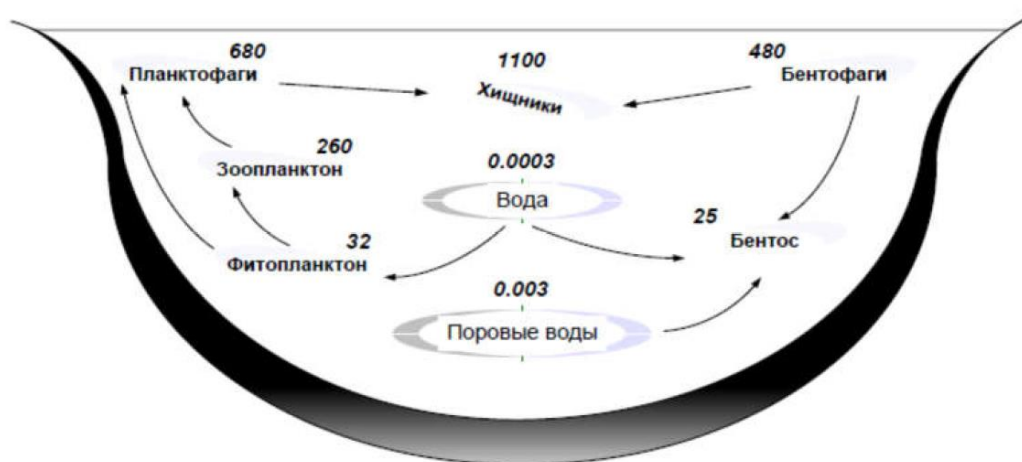 680
Планктофаги
1100
Хищники
480
Бентофаги
260
Зоопланктон
0.0003
Вода
25
Бентос
32
Фитопланктон
0.003
Поровые воды